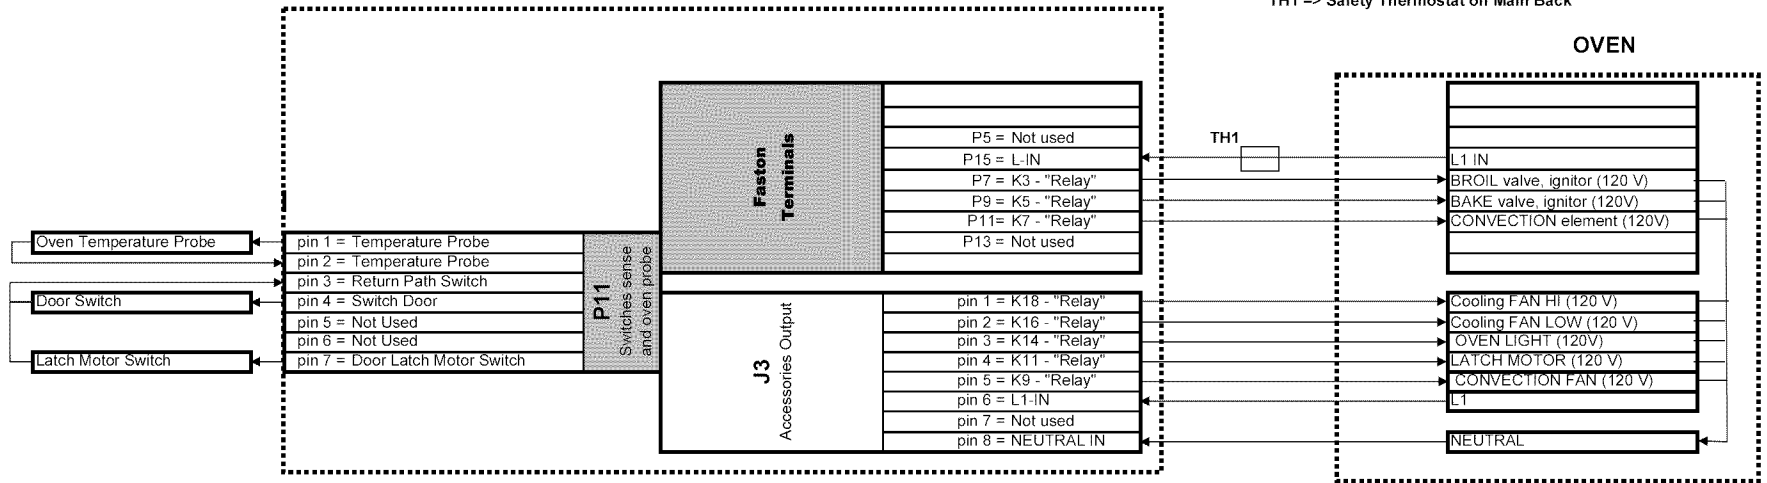 TH1 => Safety Thermostat on Main Back
OVEN
Faston
Terminals
P5 = Not used
P15 = L-IN
P7 = K3 - "Relay"
P9 = K5 - "Relay"
P11= K7 - "Relay"
P13 = Not used
TH1
L1 IN
BROIL valve, ignitor (120 V)
BAKE valve, ignitor (120V)
CONVECTION element (120V)
Oven Temperature Probe
Door Switch
Latch Motor Switch
pin 1 = Temperature Probe
pin 2 = Temperature Probe
pin 3 = Return Path Switch
pin 4 = Switch Door
pin 5 = Not Used
pin 6 = Not Used
pin 7 = Door Latch Motor Switch
P11
Switches sense
and oven probe
J3
Accessories Output
pin 1 = K18 - "Relay"
pin 2 = K16 - "Relay"
pin 3 = K14 - "Relay"
pin 4 = K11 - "Relay"
pin 5 = K9 - "Relay"
pin 6 = L1-IN
pin 7 = Not used
pin 8 = NEUTRAL IN
Cooling FAN HI (120 V)
Cooling FAN LOW (120 V)
OVEN LIGHT (120V)
LATCH MOTOR (120 V)
CONVECTION FAN (120 V)
L1
NEUTRAL